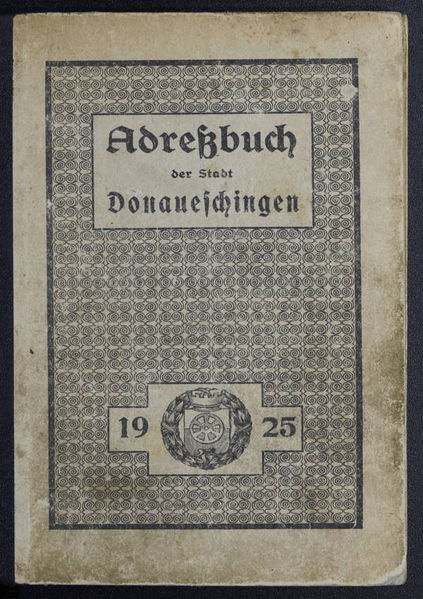 Adreßbuch
der Stadt
Donaueſchingen
19 25